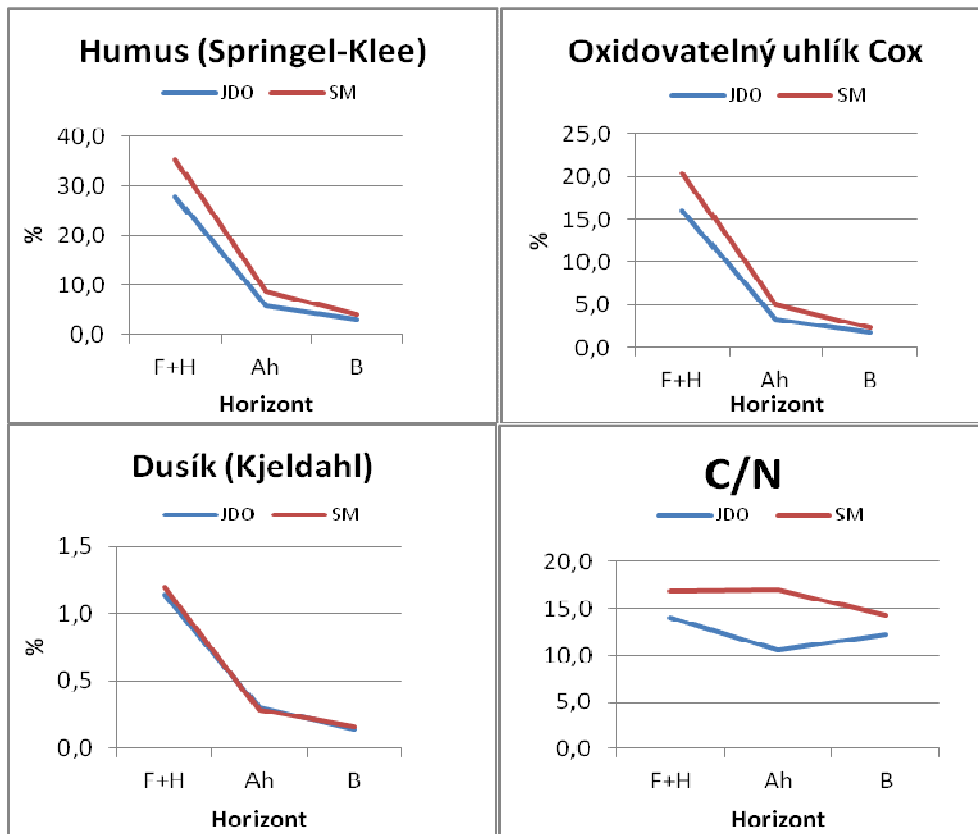 Humus (Springel-Klee)
JDO SM
40,0
30,0
20,0
10,0
0,0
%
F+H Ah B
Horizont
Oxidovatelný uhlík Cox
JDO SM
25,0
20,0
15,0
10,0
5,0
0,0
%
F+H Ah B
Horizont
Dusík (Kjeldahl)
JDO SM
1,5
1,0
0,5
0,0
%
F+H Ah B
Horizont
C/N
JDO SM
20,0
15,0
10,0
5,0
0,0
F+H Ah B
Horizont